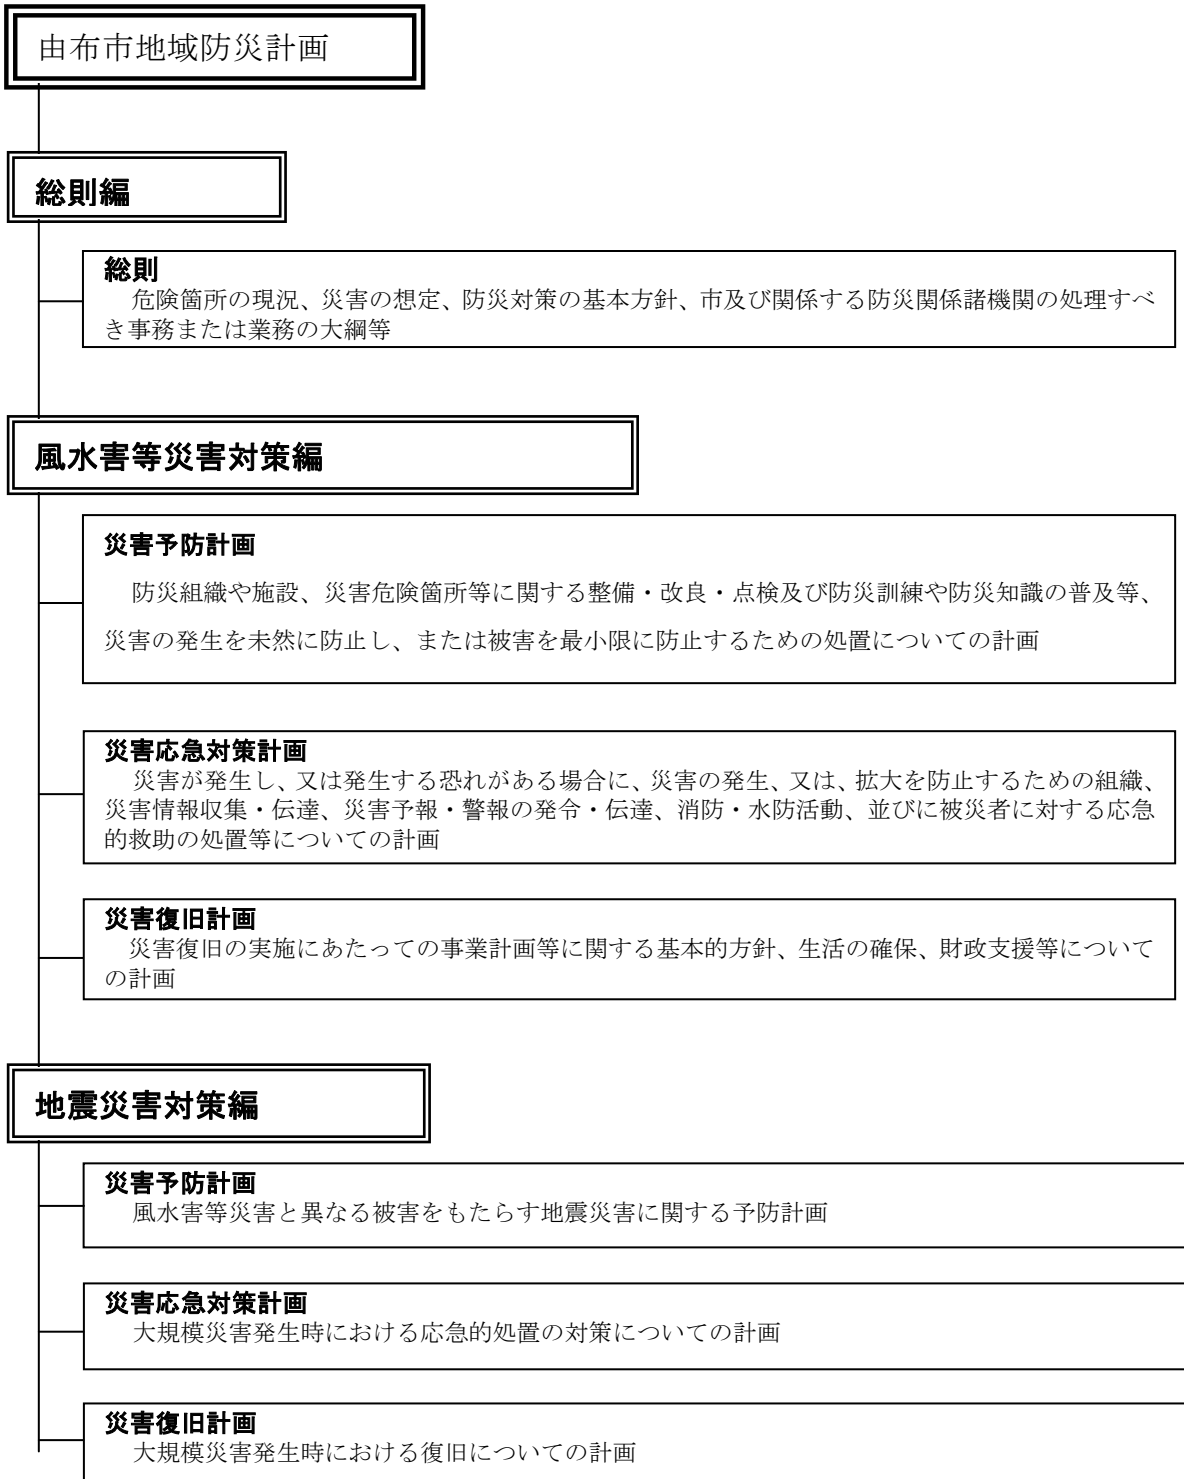 由布市地域防災計画
総則編
総則
危険箇所の現況、災害の想定、防災対策の基本方針、市及び関係する防災関係諸機関の処理すべ
き事務または業務の大綱等
風水害等災害対策編
災害予防計画
防災組織や施設、災害危険箇所等に関する整備・改良・点検及び防災訓練や防災知識の普及等、
災害の発生を未然に防止し、または被害を最小限に防止するための処置についての計画
災害応急対策計画
災害が発生し、又は発生する恐れがある場合に、災害の発生、又は、拡大を防止するための組織、
災害情報収集・伝達、災害予報・警報の発令・伝達、消防・水防活動、並びに被災者に対する応急
的救助の処置等についての計画
災害復旧計画
災害復旧の実施にあたっての事業計画等に関する基本的方針、生活の確保、財政支援等について
の計画
地震災害対策編
災害予防計画
風水害等災害と異なる被害をもたらす地震災害に関する予防計画
災害応急対策計画
大規模災害発生時における応急的処置の対策についての計画
災害復旧計画
大規模災害発生時における復旧についての計画